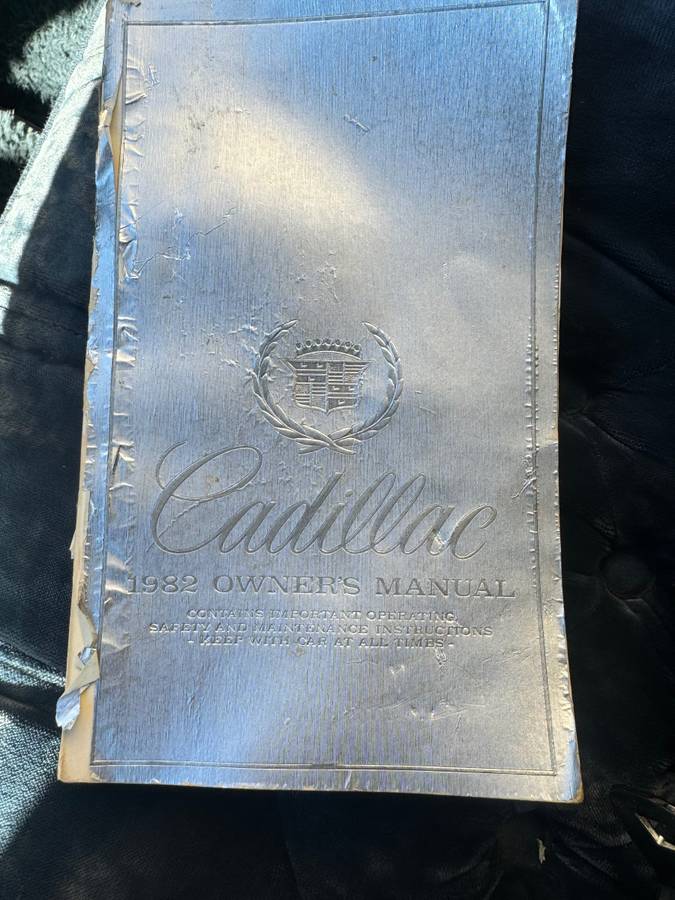 Cadillac
1982 OWNER'S MANUAL
CONTAINS IMPORTANT OPERATING,
SAFETY AND MAINTENANCE INSTRUCTIONS
- KEEP WITH CAR AT ALL TIMES -